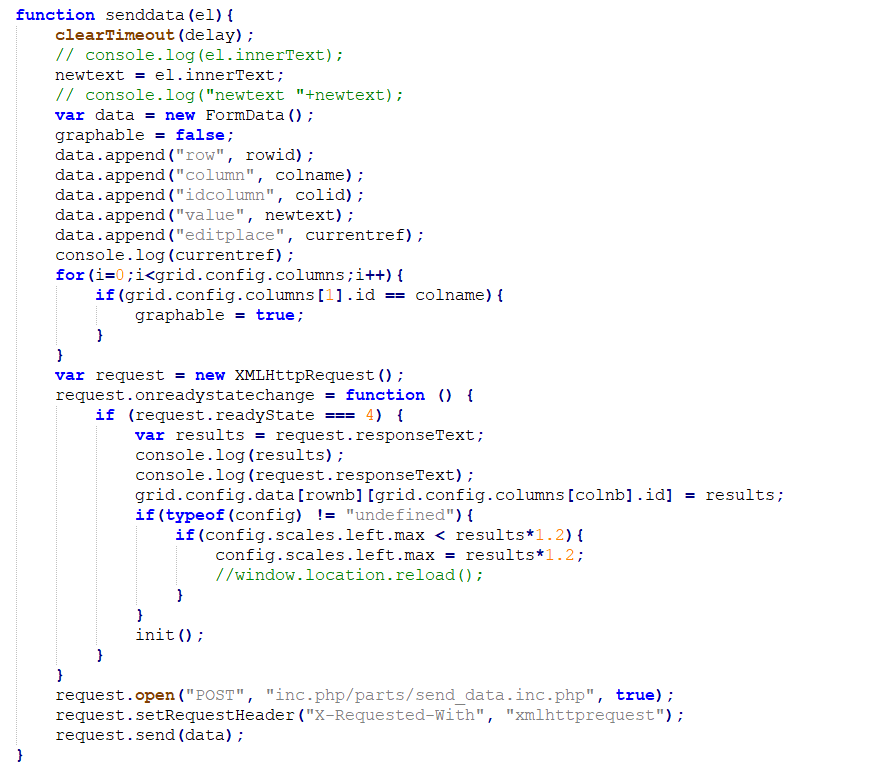 function senddata(el){
clearTimeout(delay);
// console.log(el.innerText);
newtext = el.innerText;
// console.log("newtext "+newtext);
var data = new FormData();
graphable = false;
data.append("row", rowid);
data.append("column", colname);
data.append("idcolumn", colid);
data.append("value", newtext);
data.append("editplace", currentref);
console.log(currentref);
for(i=0;i<grid.config.columns;i++){
if(grid.config.columns[1].id == colname){
graphable = true;
}
}
var request = new XMLHttpRequest();
request.onreadystatechange = function () {
if (request.readyState === 4) {
var results = request.responseText;
console.log(results);
console.log(request.responseText);
grid.config.data[rownb][grid.config.columns[colnb].id] = results;
if(typeof(config) != "undefined"){
if(config.scales.left.max < results*1.2){
config.scales.left.max = results*1.2;
//window.location.reload();
}
}
init();
}
}
request.open("POST", "inc.php/parts/send_data.inc.php", true);
request.setRequestHeader("X-Requested-With", "xmlhttprequest");
request.send(data);
}